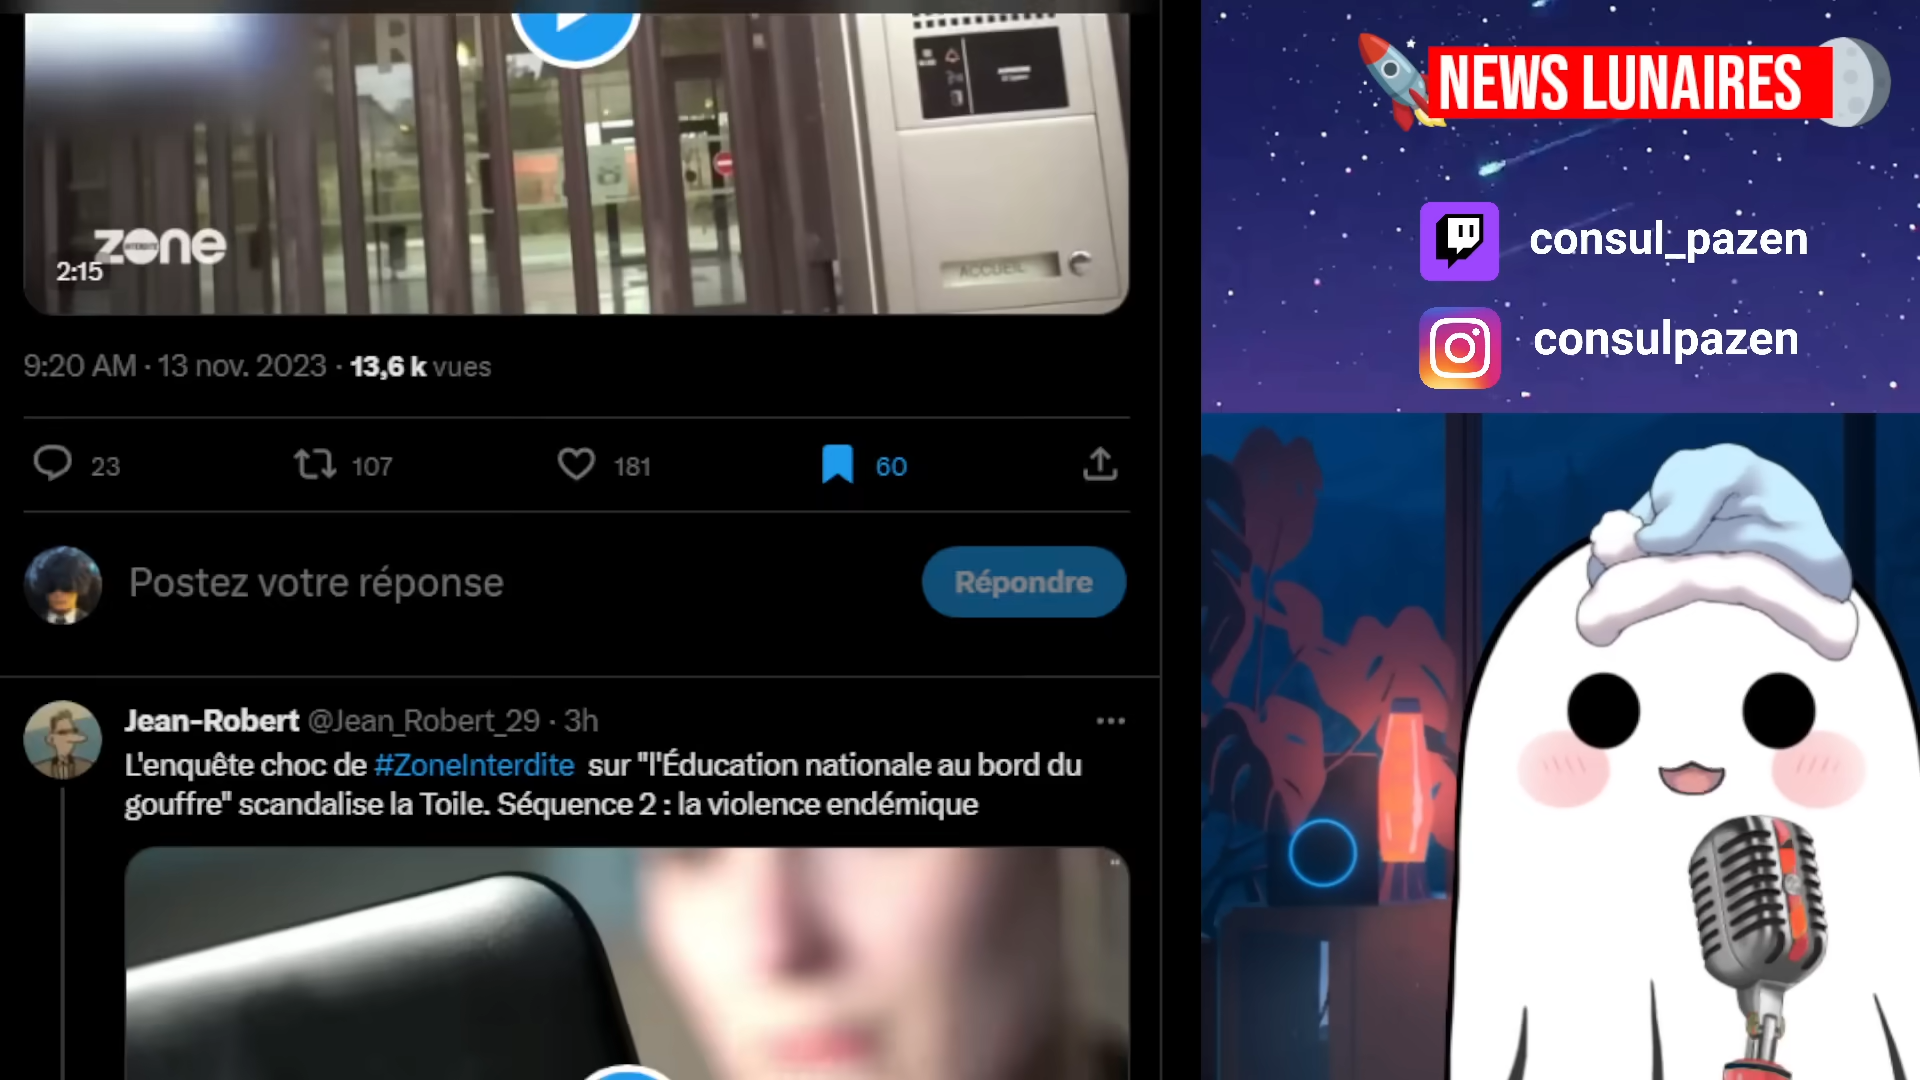 NEWS LUNAIRES
consul_pazen
consulpazen
zone
INTERDITE
2:15
ACCUEIL
9:20 AM · 13 nov. 2023 · 13,6 k vues
23
107
181
60
Postez votre réponse
Répondre
Jean-Robert @Jean_Robert_29 · 3h
L'enquête choc de #ZoneInterdite sur "l'Éducation nationale au bord du
gouffre" scandalise la Toile. Séquence 2 : la violence endémique